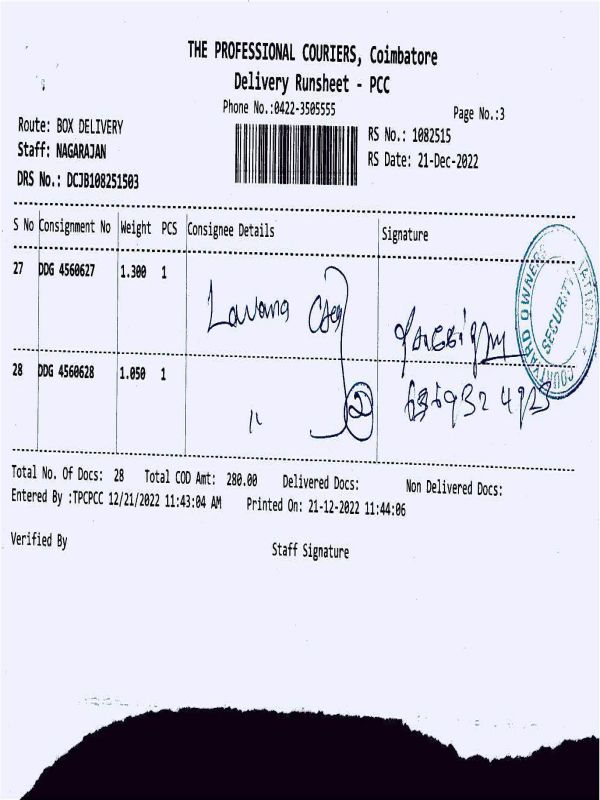 THE PROFESSIONAL COURIERS, Coimbatore
Delivery Runsheet - PCC
Phone No.:0422-3505555
Page No.:3
Route: BOX DELIVERY
RS No.: 1082515
Staff: NAGARAJAN
RS Date: 21-Dec-2022
DRS No.: DCJB108251503
S No Consignment No Weight PCS Consignee Details Signature
27 DDG 4560627 1.300 1
Lavana
28 DDG 4560628 1.050 1
〃
2
Total No. Of Docs: 28 Total COD Amt: 280.00 Delivered Docs: Non Delivered Docs:
Entered By :TPCPCC 12/21/2022 11:43:04 AM Printed On: 21-12-2022 11:44:06
Verified By
Staff Signature
SECURITY